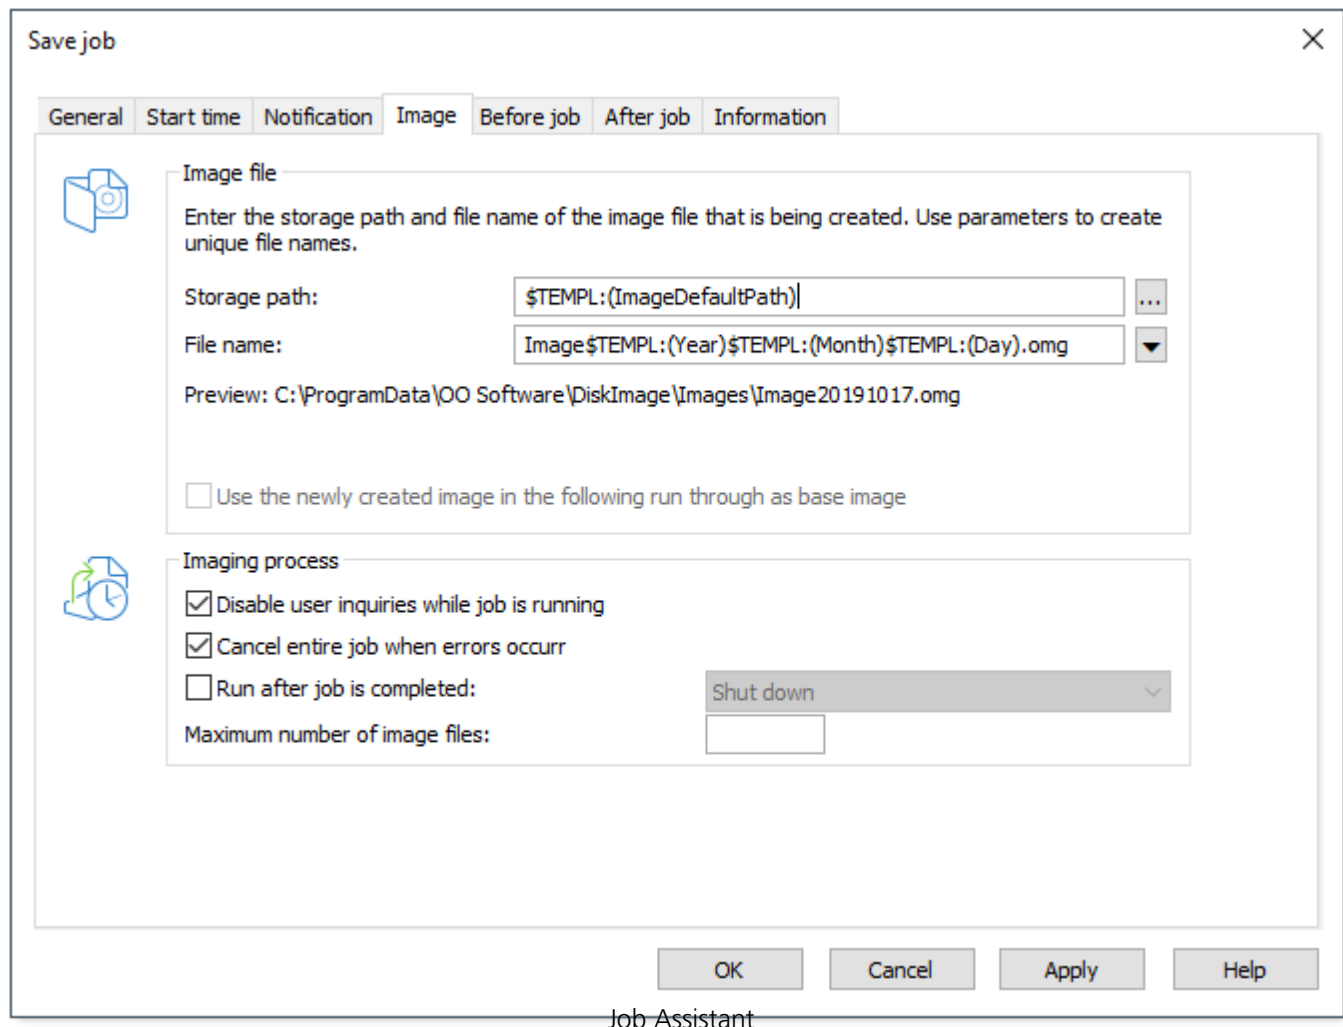 Save job
General Start time Notification Image Before job After job Information
Image file
Enter the storage path and file name of the image file that is being created. Use parameters to create
unique file names.
Storage path: $TEMPL:(ImageDefaultPath) ...
File name: Image$TEMPL:(Year)$TEMPL:(Month)$TEMPL:(Day).omg
Preview: C:\ProgramData\OO Software\DiskImage\Images\Image20191017.omg
Use the newly created image in the following run through as base image
Imaging process
Disable user inquiries while job is running
Cancel entire job when errors occurr
Run after job is completed: Shut down
Maximum number of image files:
OK Cancel Apply Help
Job Assistant